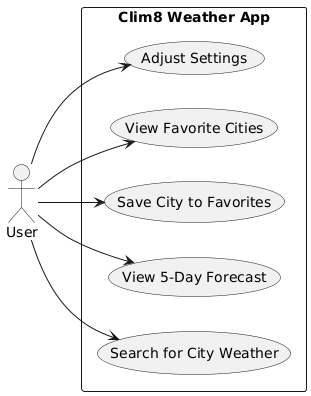 Clim8 Weather App
Adjust Settings
View Favorite Cities
Save City to Favorites
User
View 5-Day Forecast
Search for City Weather